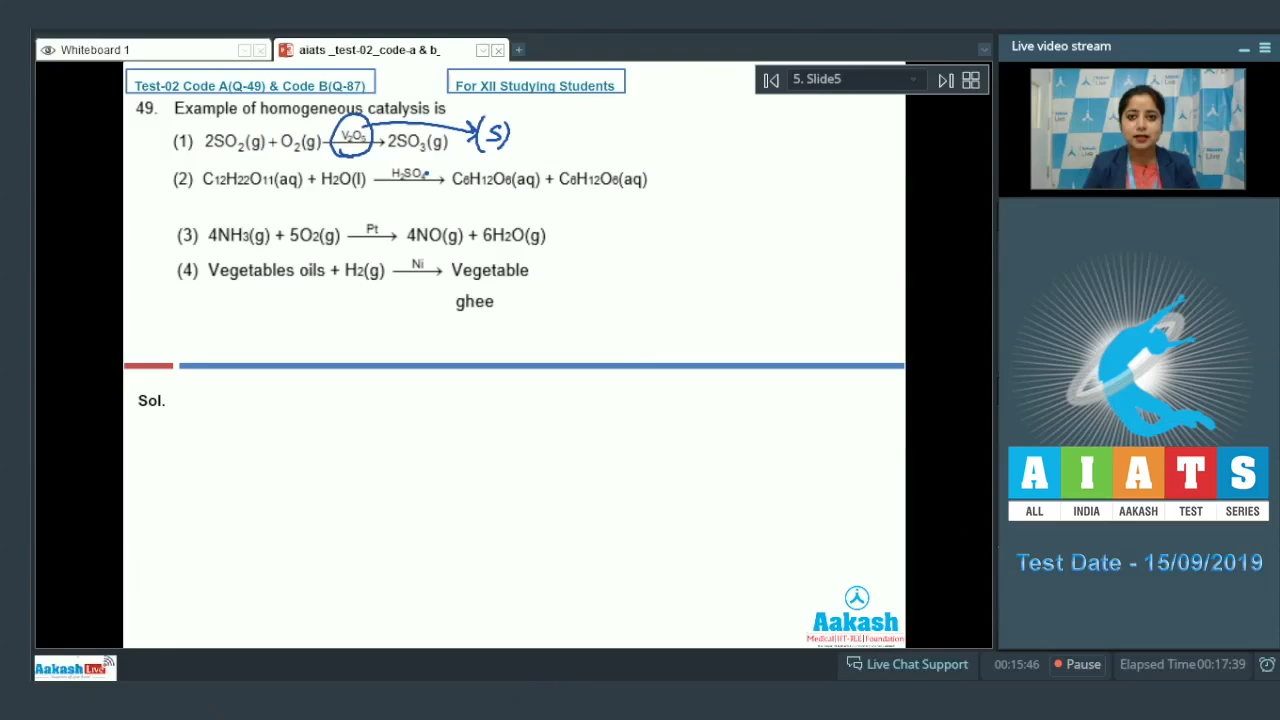 Whiteboard 1
aiats _test-02_code-a & b_
Live video stream
Test-02 Code A(Q-49) & Code B(Q-87)
For XII Studying Students
5. Slide5
49. Example of homogeneous catalysis is
(1) 2SO2(g) + O2(g) V2O5 → 2SO3(g) (S)
(2) C12H22O11(aq) + H2O(l) H2SO4 → C6H12O6(aq) + C6H12O6(aq)
(3) 4NH3(g) + 5O2(g) Pt → 4NO(g) + 6H2O(g)
(4) Vegetables oils + H2(g) Ni → Vegetable
ghee
Sol.
A I A T S
ALL INDIA AAKASH TEST SERIES
Test Date - 15/09/2019
Aakash
Medical|IIT-JEE|Foundation
Aakash Live
Live Chat Support
00:15:46
Pause
Elapsed Time 00:17:39